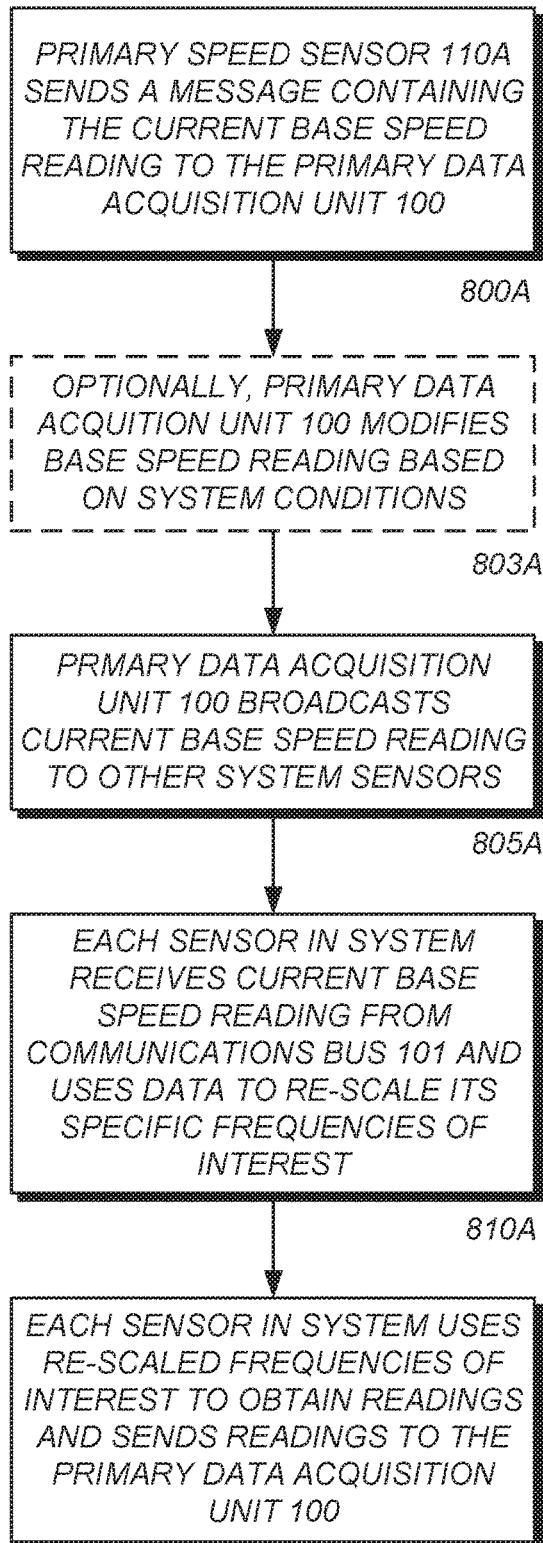 PRIMARY SPEED SENSOR 110A
SENDS A MESSAGE CONTAINING
THE CURRENT BASE SPEED
READING TO THE PRIMARY DATA
ACQUISITION UNIT 100
800A
OPTIONALLY, PRIMARY DATA
ACQUITION UNIT 100 MODIFIES
BASE SPEED READING BASED
ON SYSTEM CONDITIONS
803A
PRMARY DATA ACQUISITION
UNIT 100 BROADCASTS
CURRENT BASE SPEED READING
TO OTHER SYSTEM SENSORS
805A
EACH SENSOR IN SYSTEM
RECEIVES CURRENT BASE
SPEED READING FROM
COMMUNICATIONS BUS 101 AND
USES DATA TO RE-SCALE ITS
SPECIFIC FREQUENCIES OF
INTEREST
810A
EACH SENSOR IN SYSTEM USES
RE-SCALED FREQUENCIES OF
INTEREST TO OBTAIN READINGS
AND SENDS READINGS TO THE
PRIMARY DATA ACQUISITION
UNIT 100